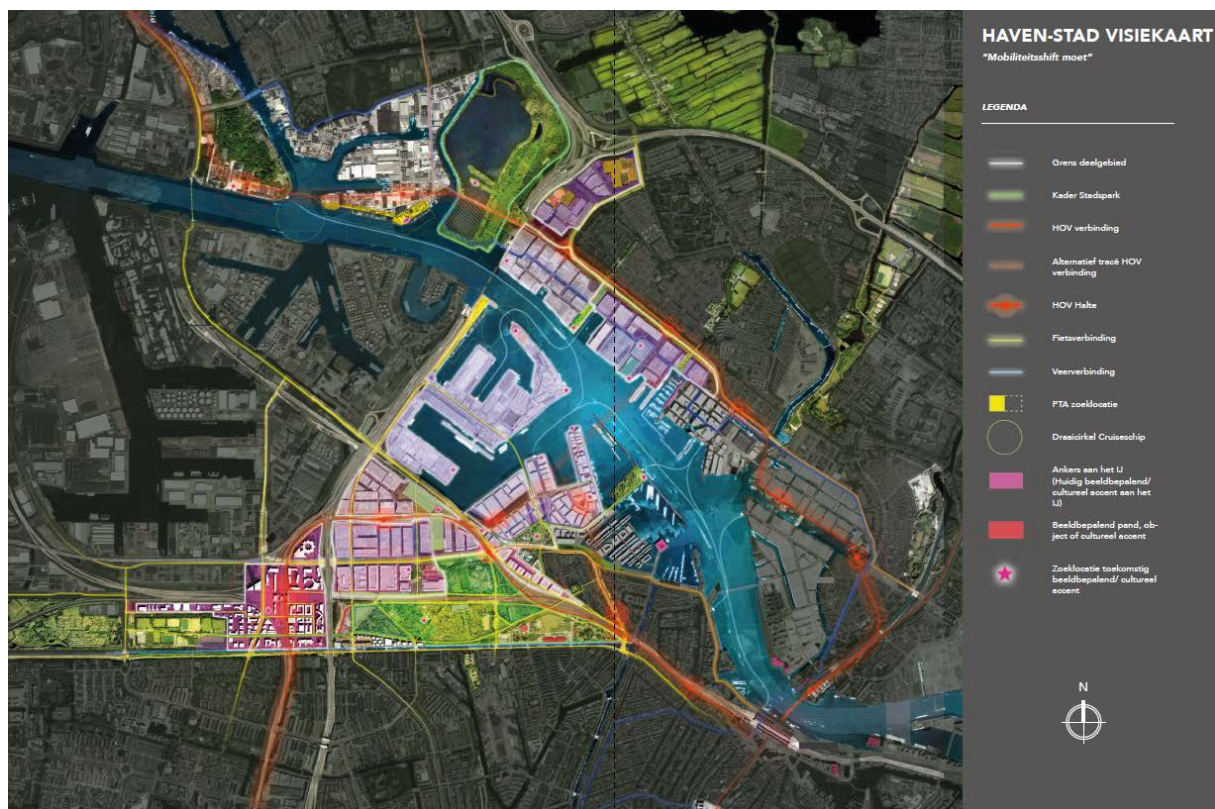 HAVEN-STAD VISIEKAART
"Mobiliteitsshift moet"
LEGENDA
Grens deelgebied
Kader Stadspark
HOV verbinding
Alternatief tracé HOV
verbinding
HOV Halte
Fietsverbinding
Veerverbinding
PTA zoeklocatie
Draaicirkel Cruiseschip
Ankers aan het IJ
(Huidig beeldbepalend/
cultureel accent aan het
IJ)
Beeldbepalend pand, ob-
ject of cultureel accent
Zoeklocatie toekomstig
beeldbepalend/ cultureel
accent
N